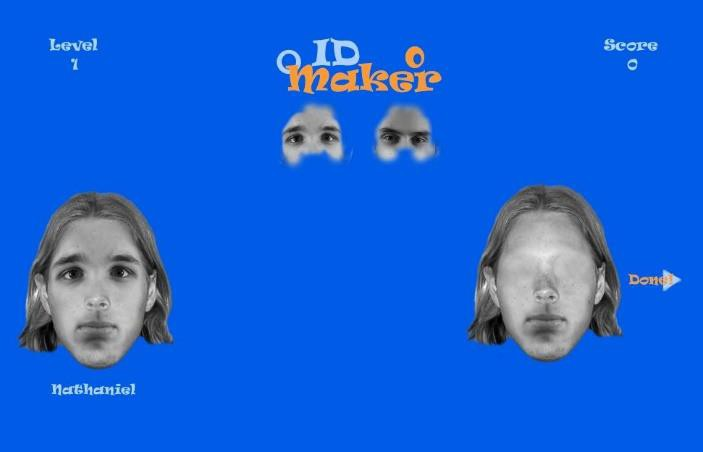 Level
1
ID
Maker
Score
0
Done!
Nathaniel